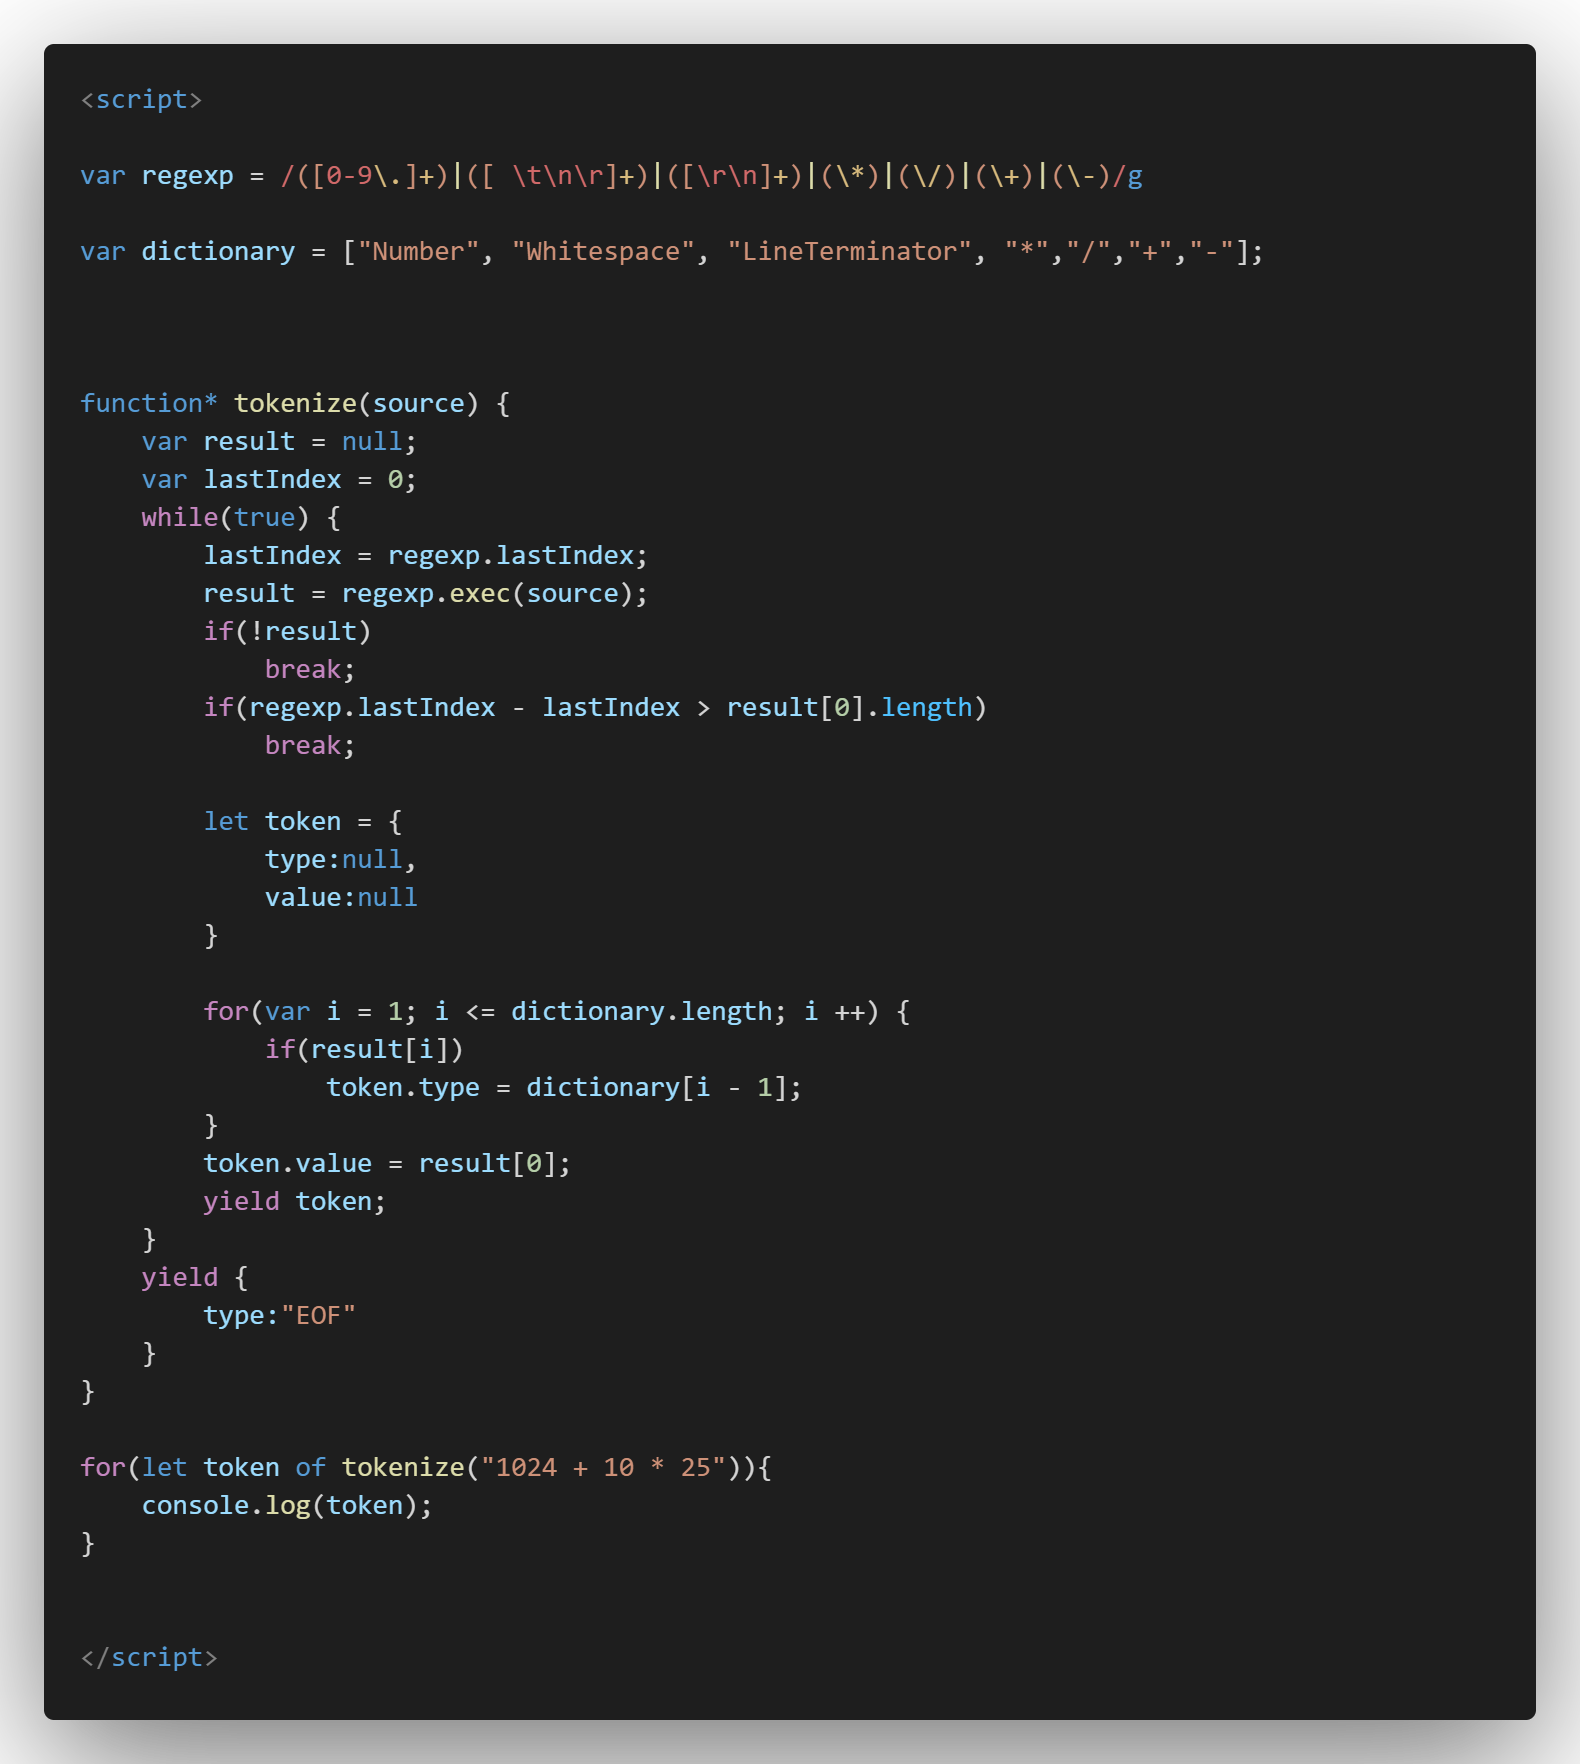 <script>
var regexp = /([0-9\.]+)|([ \t\n\r]+)|([\r\n]+)|(\*)|(\/)|(\+)|(\-)/g
var dictionary = ["Number", "Whitespace", "LineTerminator", "*","/","+","-"];
function* tokenize(source) {
    var result = null;
    var lastIndex = 0;
    while(true) {
        lastIndex = regexp.lastIndex;
        result = regexp.exec(source);
        if(!result)
            break;
        if(regexp.lastIndex - lastIndex > result[0].length)
            break;
        let token = {
            type:null,
            value:null
        }
        for(var i = 1; i <= dictionary.length; i ++) {
            if(result[i])
                token.type = dictionary[i - 1];
        }
        token.value = result[0];
        yield token;
    }
    yield {
        type:"EOF"
    }
}
for(let token of tokenize("1024 + 10 * 25")){
    console.log(token);
}
</script>